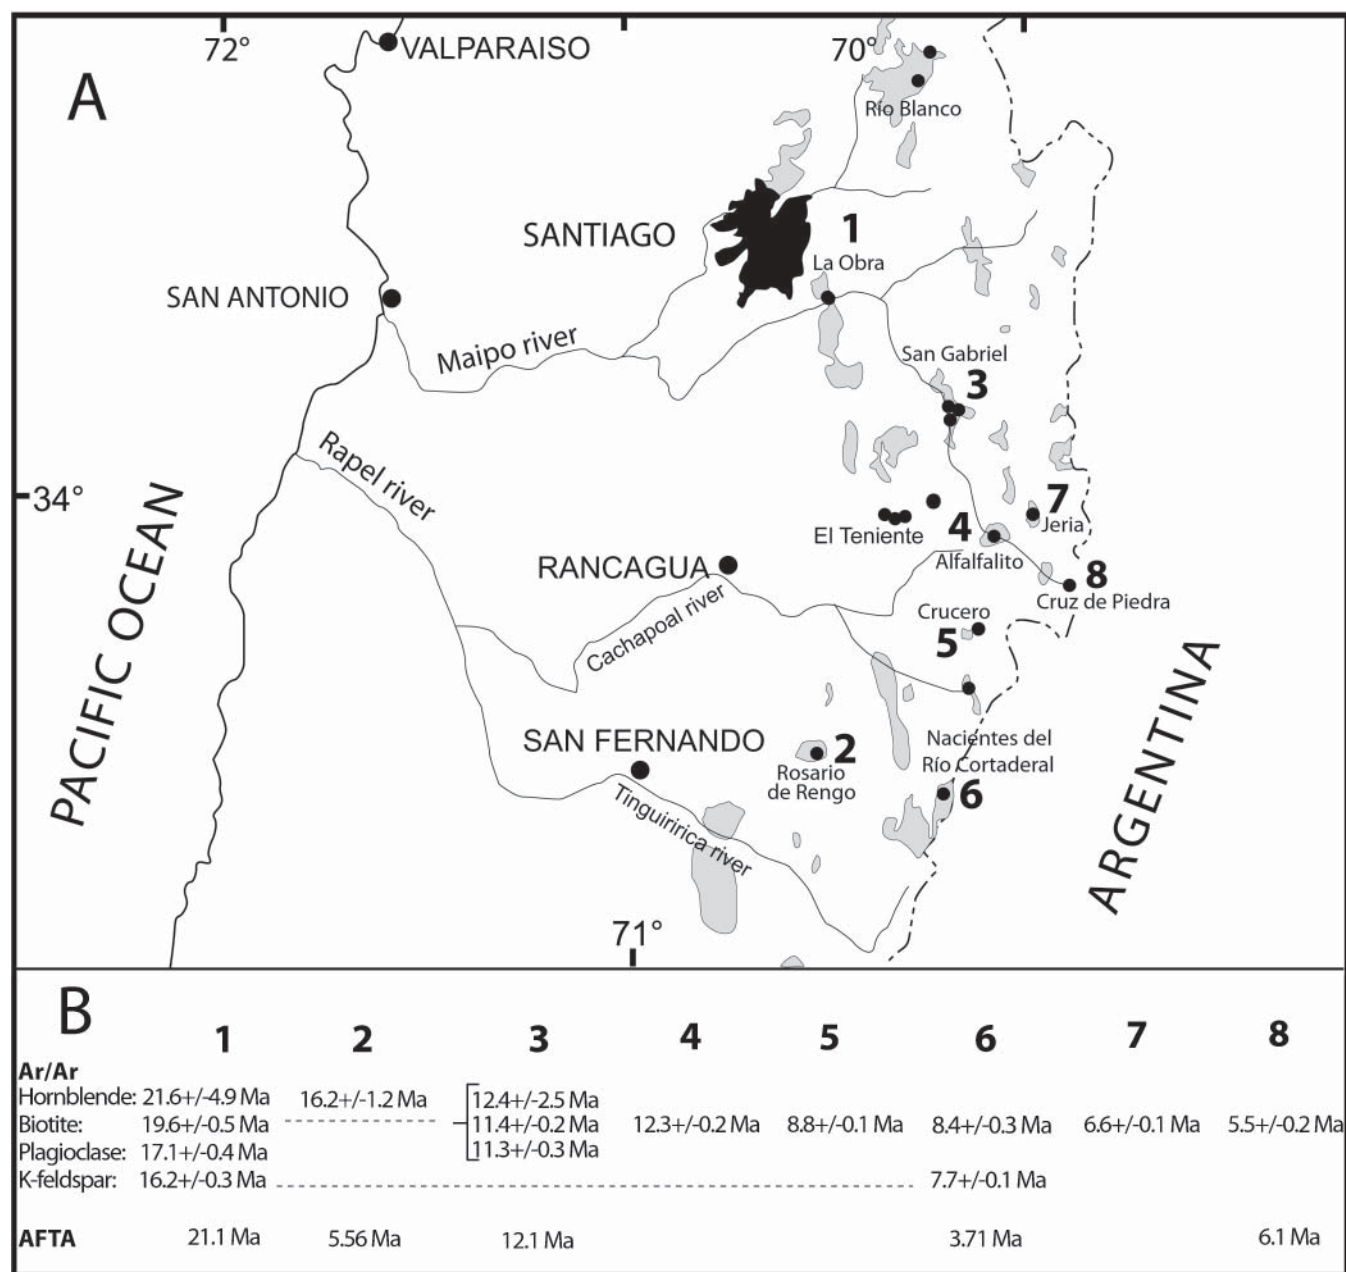 72°
VALPARAISO
70°
A
Río Blanco
SANTIAGO
1
La Obra
SAN ANTONIO
Maipo river
San Gabriel
3
Rapel river
34°
7
El Teniente
4
Jeria
Alfalfalito
RANCAGUA
8
Cruz de Piedra
Cachapoal river
Crucero
5
PACIFIC OCEAN
ARGENTINA
SAN FERNANDO
2
Rosario
de Rengo
Nacientes del
Río Cortaderal
6
Tinguiririca river
71°
B
1 2 3 4 5 6 7 8
Ar/Ar
Hornblende: 21.6+/-4.9 Ma 16.2+/-1.2 Ma 12.4+/-2.5 Ma
Biotite: 19.6+/-0.5 Ma 11.4+/-0.2 Ma 12.3+/-0.2 Ma 8.8+/-0.1 Ma 8.4+/-0.3 Ma 6.6+/-0.1 Ma 5.5+/-0.2 Ma
Plagioclase: 17.1+/-0.4 Ma 11.3+/-0.3 Ma
K-feldspar: 16.2+/-0.3 Ma 7.7+/-0.1 Ma
AFTA 21.1 Ma 5.56 Ma 12.1 Ma 3.71 Ma 6.1 Ma